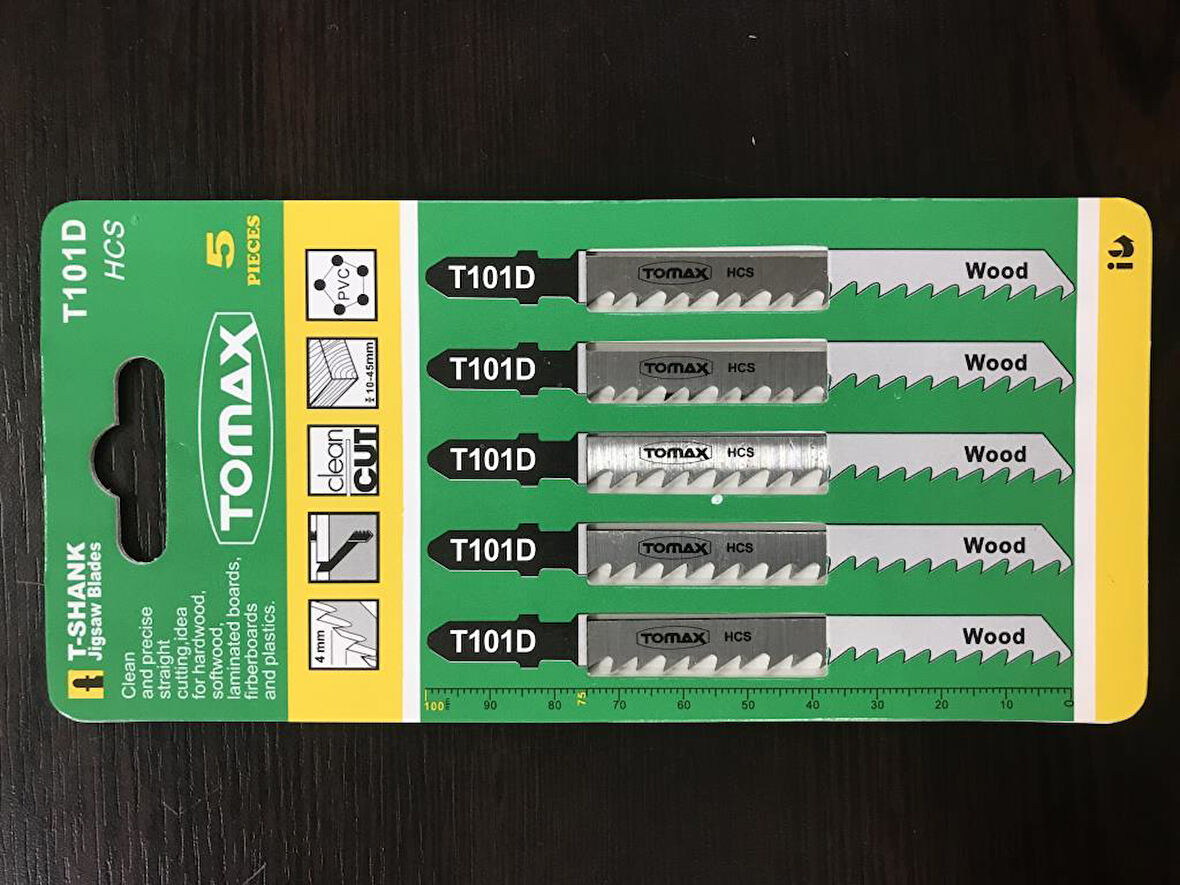 T101D
HCS
5
PIECES
TOMAX
T-SHANK
Jigsaw Blades
Clean
and precise
straight
cutting,idea
for hardwood,
softwood,
laminated boards,
firberboards
and plastics.
PVC
10-45mm
clean
CUT
4 mm
T101D TOMAX HCS Wood
T101D TOMAX HCS Wood
T101D TOMAX HCS Wood
T101D TOMAX HCS Wood
T101D TOMAX HCS Wood
100 90 80 75 70 60 50 40 30 20 10 0